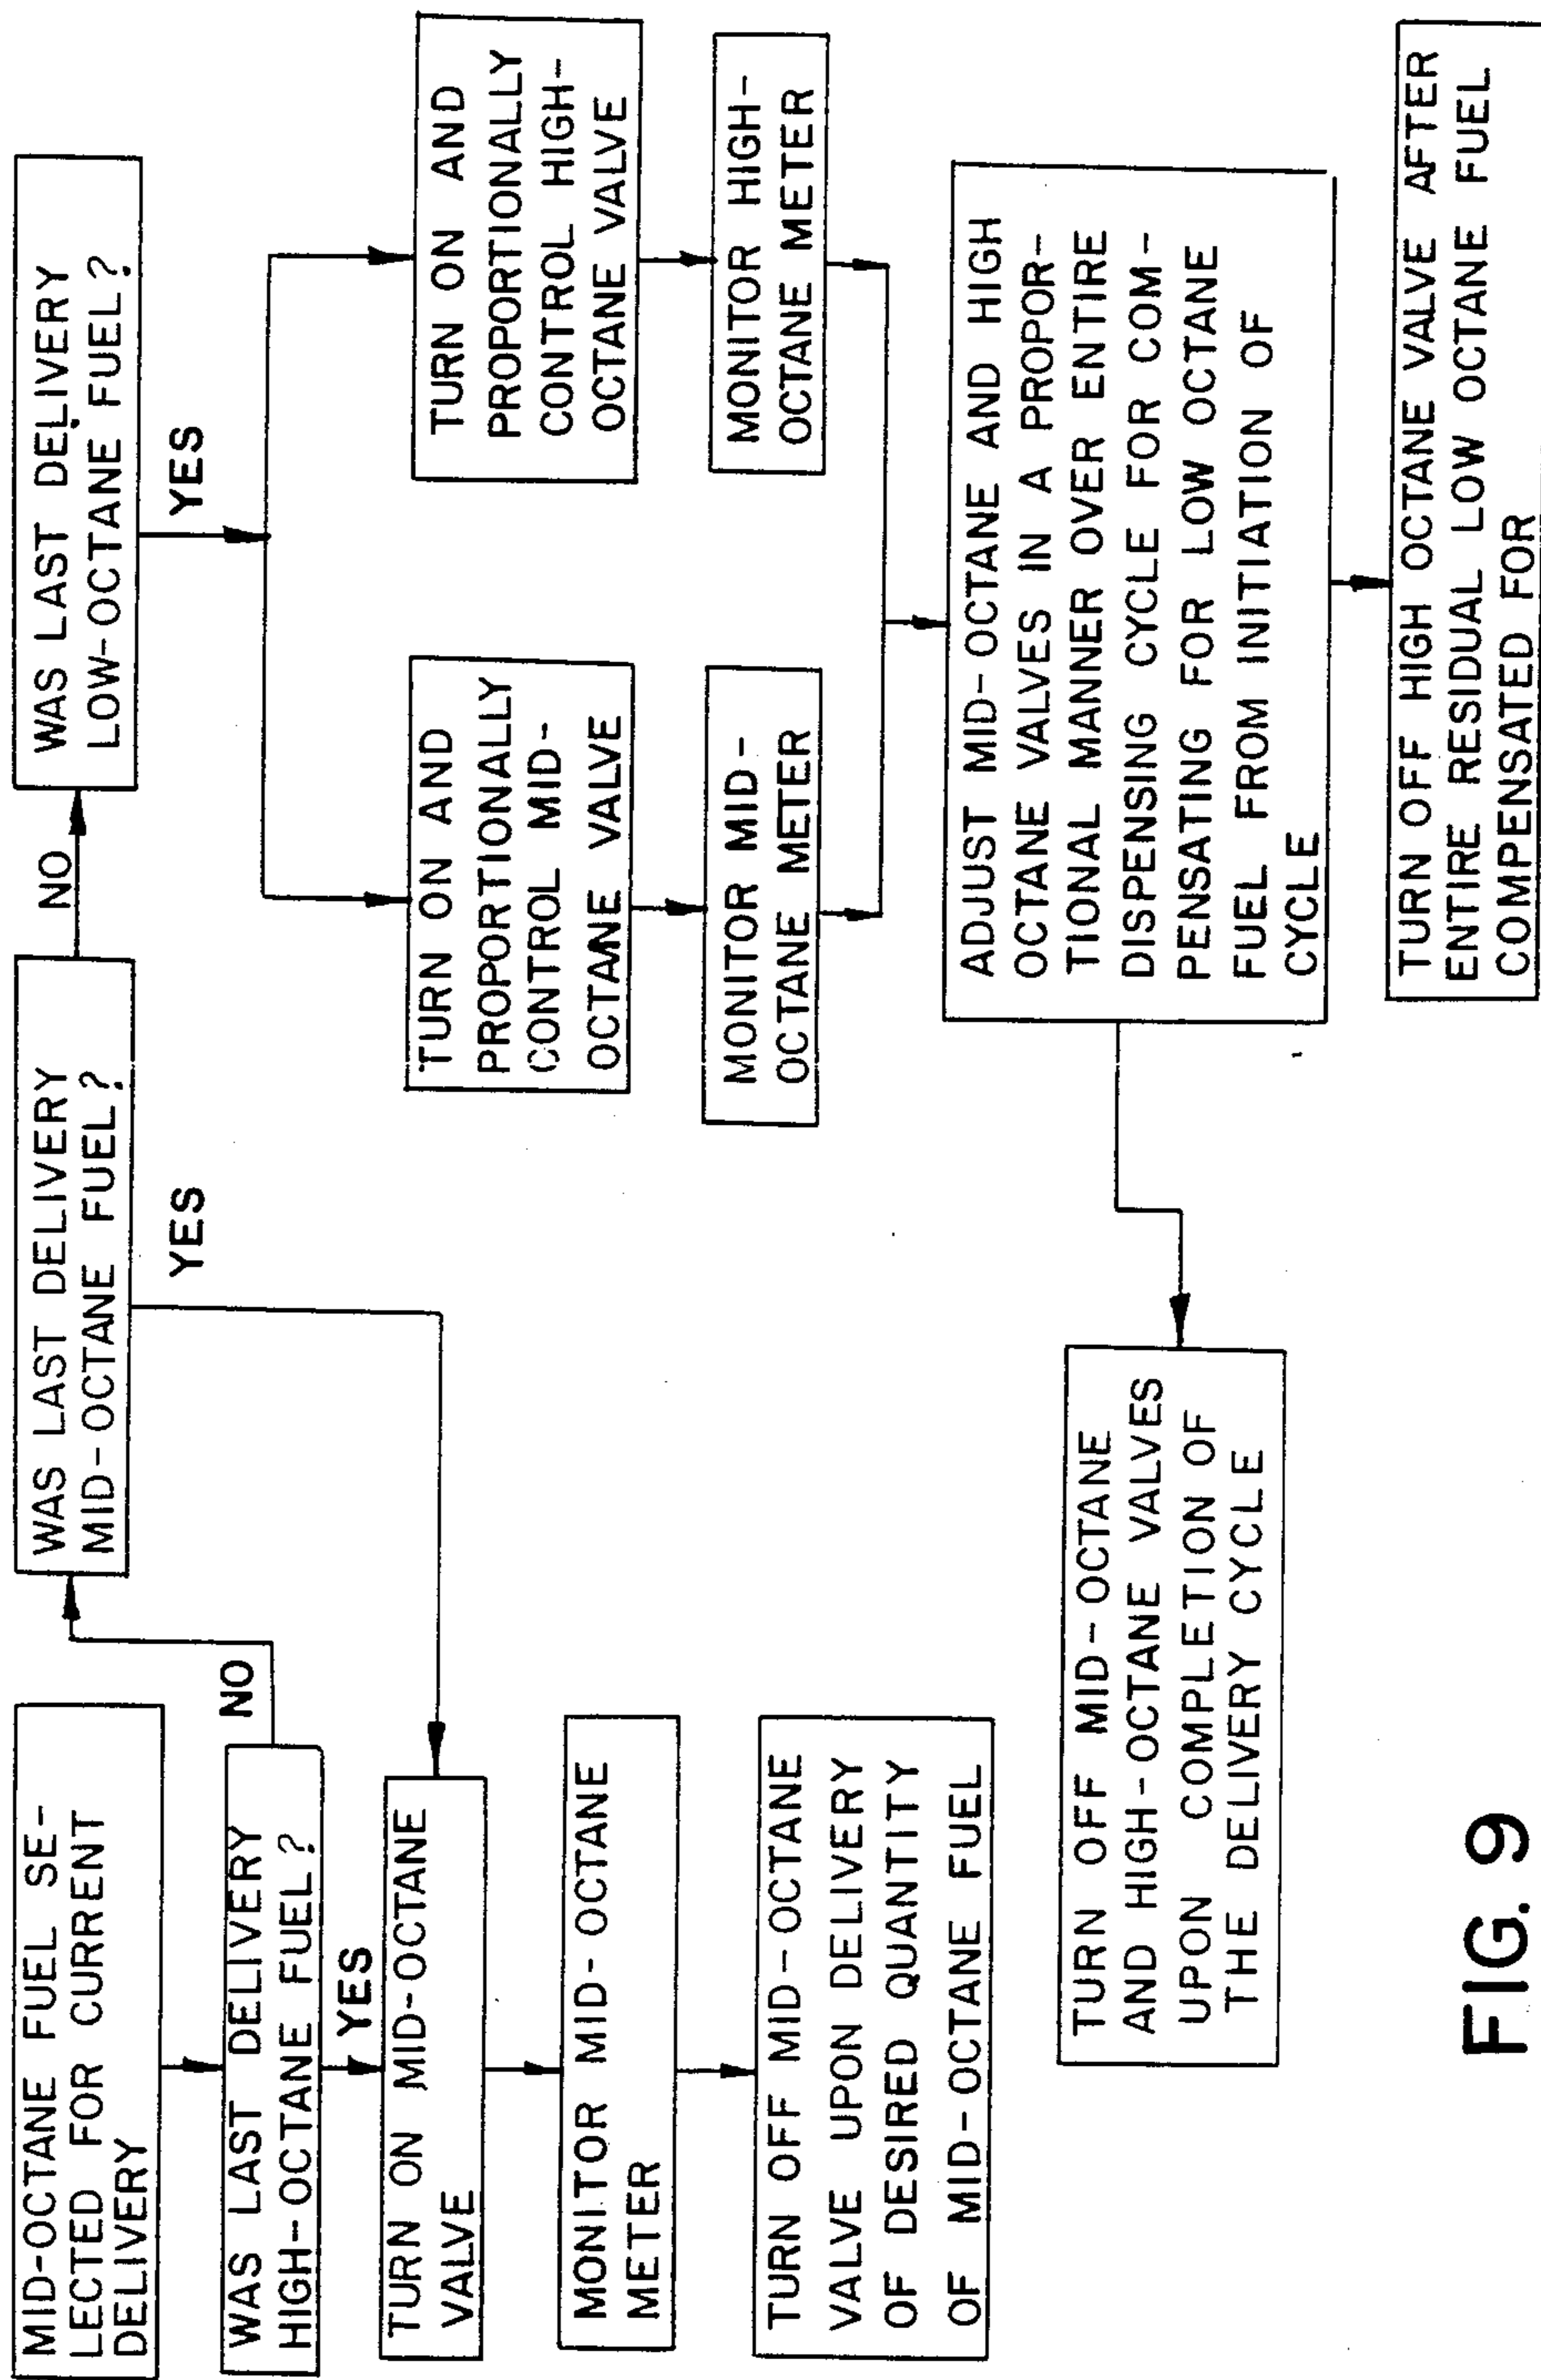 MID-OCTANE FUEL SE-
LECTED FOR CURRENT
DELIVERY
WAS LAST DELIVERY
HIGH-OCTANE FUEL?
NO
YES
TURN ON MID-OCTANE
VALVE
MONITOR MID-OCTANE
METER
TURN OFF MID-OCTANE
VALVE UPON DELIVERY
OF DESIRED QUANTITY
OF MID-OCTANE FUEL
WAS LAST DELIVERY
MID-OCTANE FUEL?
NO
YES
WAS LAST DELIVERY
LOW-OCTANE FUEL?
YES
TURN ON AND
PROPORTIONALLY
CONTROL MID-
OCTANE VALVE
MONITOR MID-
OCTANE METER
TURN ON AND
PROPORTIONALLY
CONTROL HIGH-
OCTANE VALVE
MONITOR HIGH-
OCTANE METER
ADJUST MID-OCTANE AND HIGH
OCTANE VALVES IN A PROPOR-
TIONAL MANNER OVER ENTIRE
DISPENSING CYCLE FOR COM-
PENSATING FOR LOW OCTANE
FUEL FROM INITIATION OF
CYCLE
TURN OFF MID-OCTANE
AND HIGH-OCTANE VALVES
UPON COMPLETION OF
THE DELIVERY CYCLE
TURN OFF HIGH OCTANE VALVE AFTER
ENTIRE RESIDUAL LOW OCTANE FUEL
COMPENSATED FOR
FIG. 9